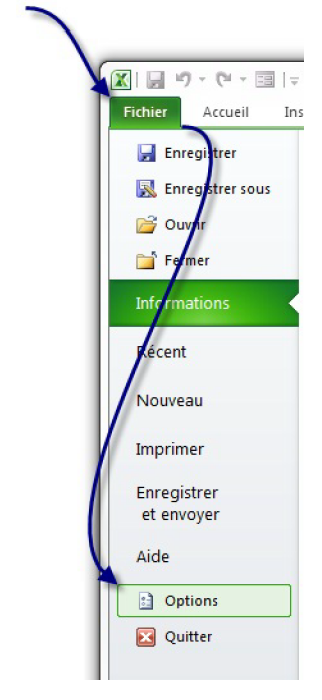 Fichier Accueil Ins
Enregistrer
Enregistrer sous
Ouvrir
Fermer
Informations
Récent
Nouveau
Imprimer
Enregistrer
et envoyer
Aide
Options
Quitter